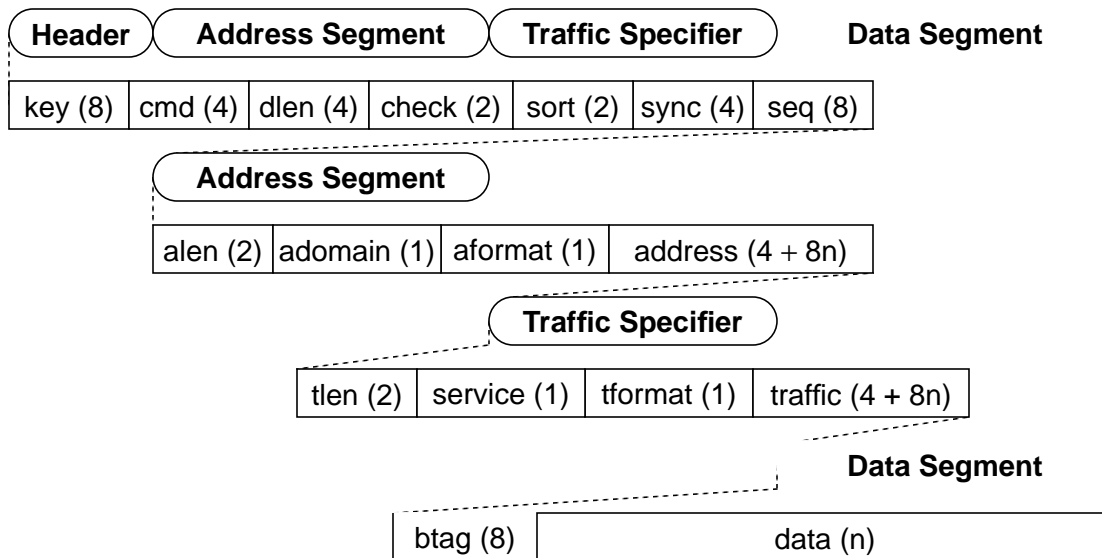 Header Address Segment Traffic Specifier Data Segment
key (8) cmd (4) dlen (4) check (2) sort (2) sync (4) seq (8)
Address Segment
alen (2) adomain (1) aformat (1) address (4 + 8n)
Traffic Specifier
tlen (2) service (1) tformat (1) traffic (4 + 8n)
Data Segment
btag (8) data (n)